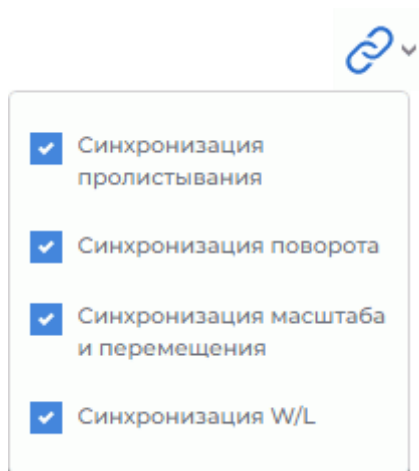 Синхронизация
пролистывания
Синхронизация поворота
Синхронизация масштаба
и перемещения
Синхронизация W/L